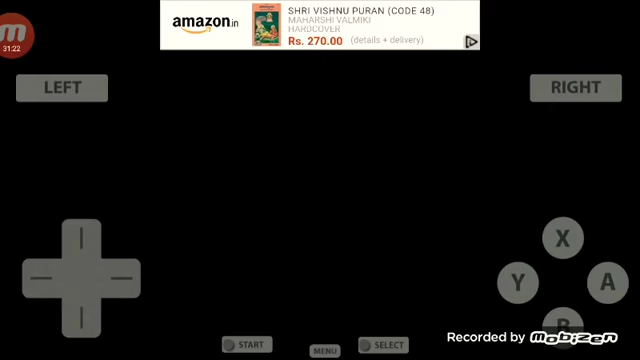 amazon.in
SHRI VISHNU PURAN (CODE 48)
MAHARSHI VALMIKI
HARDCOVER
Rs. 270.00 (details + delivery)
31:22
LEFT
RIGHT
X
Y
A
B
START
MENU
SELECT
Recorded by
Mobizen